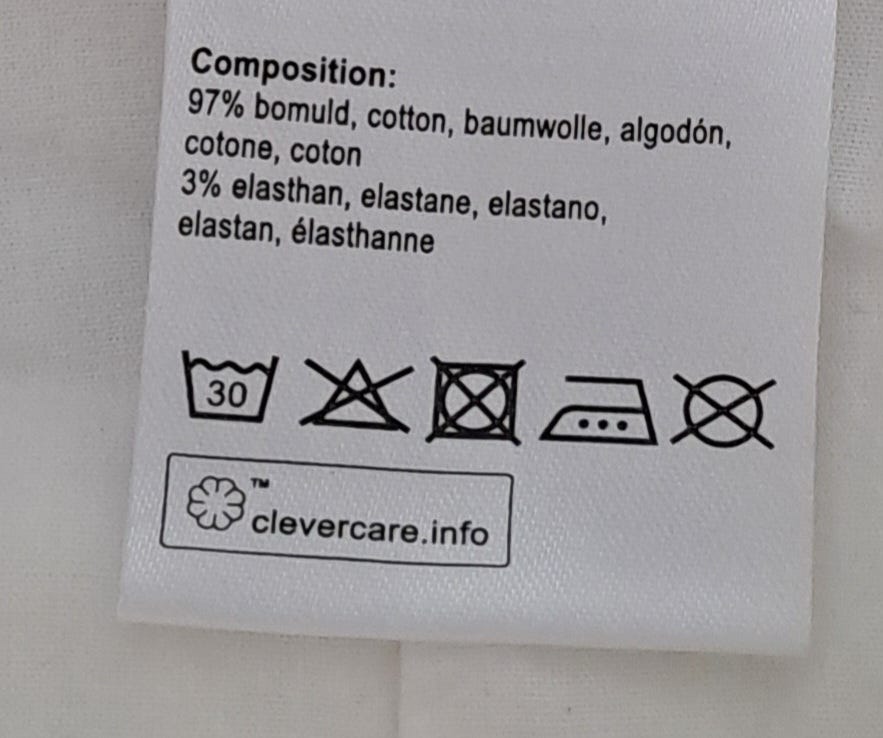 Composition:
97% bomuld, cotton, baumwolle, algodón,
cotone, coton
3% elasthan, elastane, elastano,
elastan, élasthanne
30
™
clevercare.info